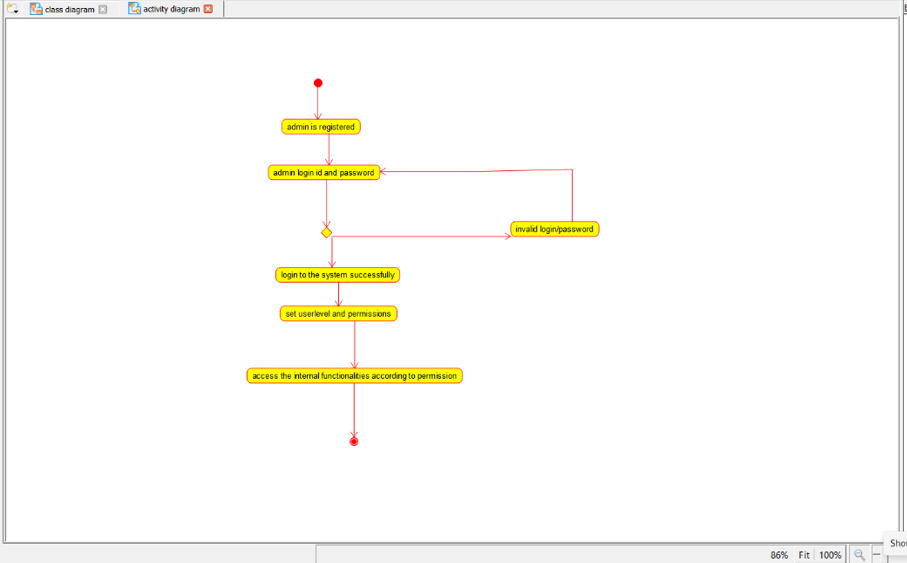 class diagram
activity diagram
admin is registered
admin login id and password
invalid login/password
login to the system successfully
set userlevel and permissions
access the internal functionalities according to permission
86% Fit 100%